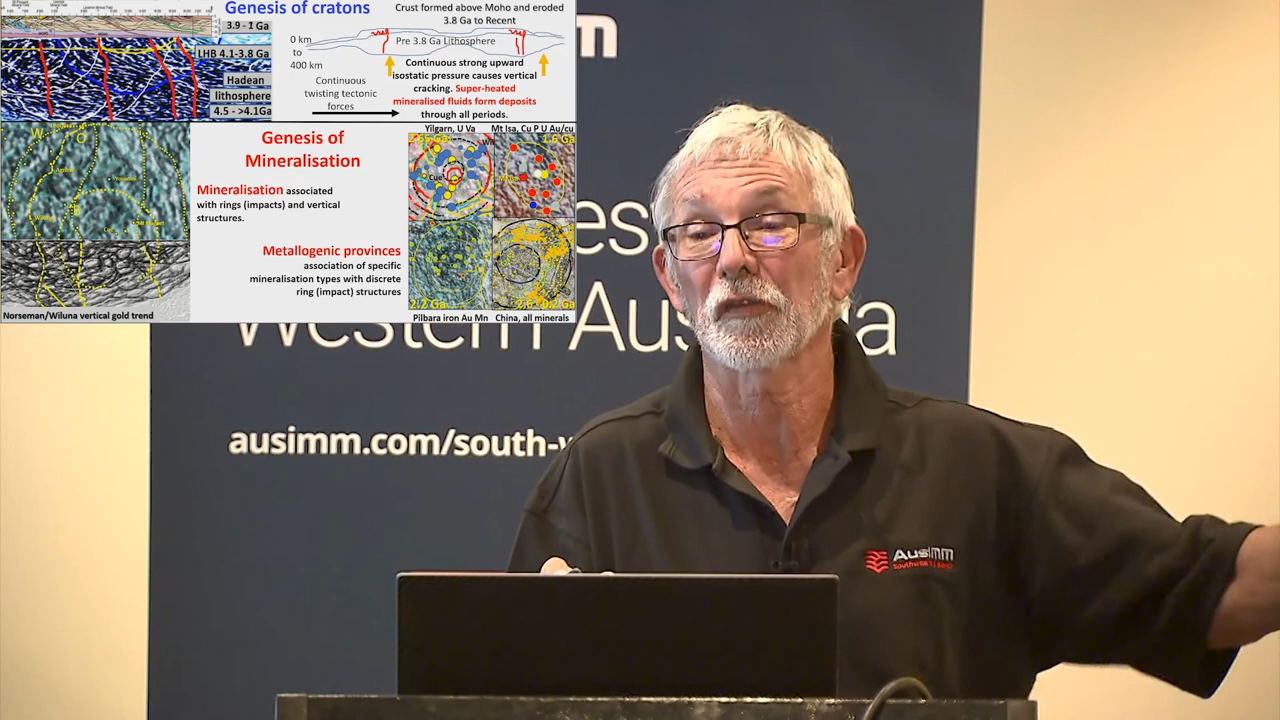 Genesis of cratons
3.9 - 1 Ga
LHB 4.1-3.8 Ga
Hadean
lithosphere
4.5 - >4.1Ga
Crust formed above Moho and eroded
3.8 Ga to Recent
0 km
to
400 km
Pre 3.8 Ga Lithosphere
Continuous
twisting tectonic
forces
Continuous strong upward
isostatic pressure causes vertical
cracking. Super-heated
mineralised fluids form deposits
through all periods.
Genesis of
Mineralisation
Mineralisation associated
with rings (impacts) and vertical
structures.
Metallogenic provinces
association of specific
mineralisation types with discrete
ring (impact) structures
Norseman/Wiluna vertical gold trend
Yilgarn, U Va
Mt Isa, Cu P U Au/cu
Cue
1.6 Ga
2.2 Ga
Pilbara iron Au Mn
China, all minerals
m
es
Western Aus a
ausimm.com/south-w
AusIMM